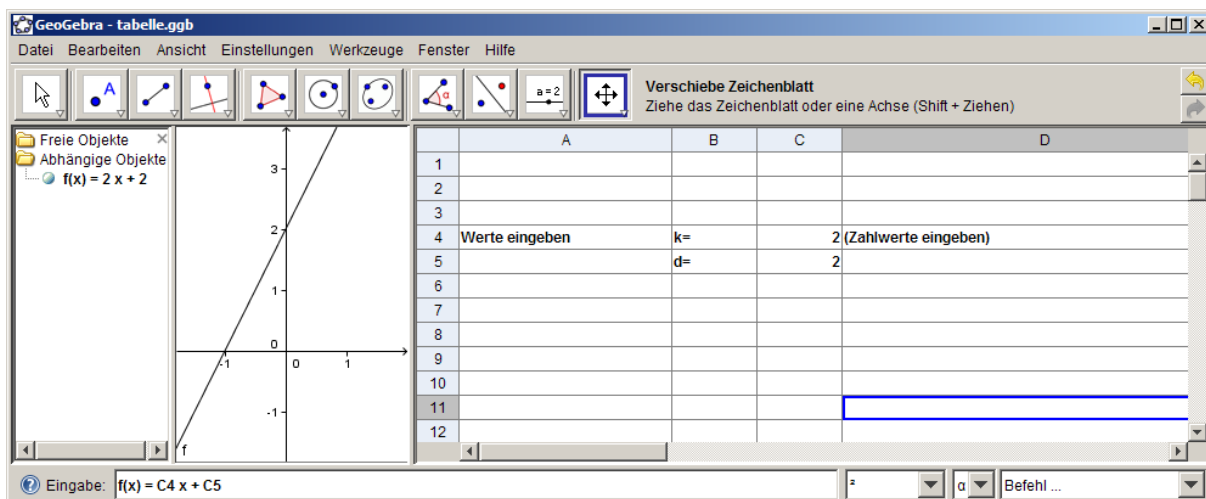 GeoGebra - tabelle.ggb
Datei Bearbeiten Ansicht Einstellungen Werkzeuge Fenster Hilfe
A
α
a=2
Verschiebe Zeichenblatt
Ziehe das Zeichenblatt oder eine Achse (Shift + Ziehen)
Freie Objekte
Abhängige Objekte
f(x) = 2 x + 2
3
2
1
0
-1 0 1
-1
f
A B C D
1
2
3
4 Werte eingeben k= 2 (Zahlwerte eingeben)
5 d= 2
6
7
8
9
10
11
12
Eingabe: f(x) = C4 x + C5 ² α Befehl ...